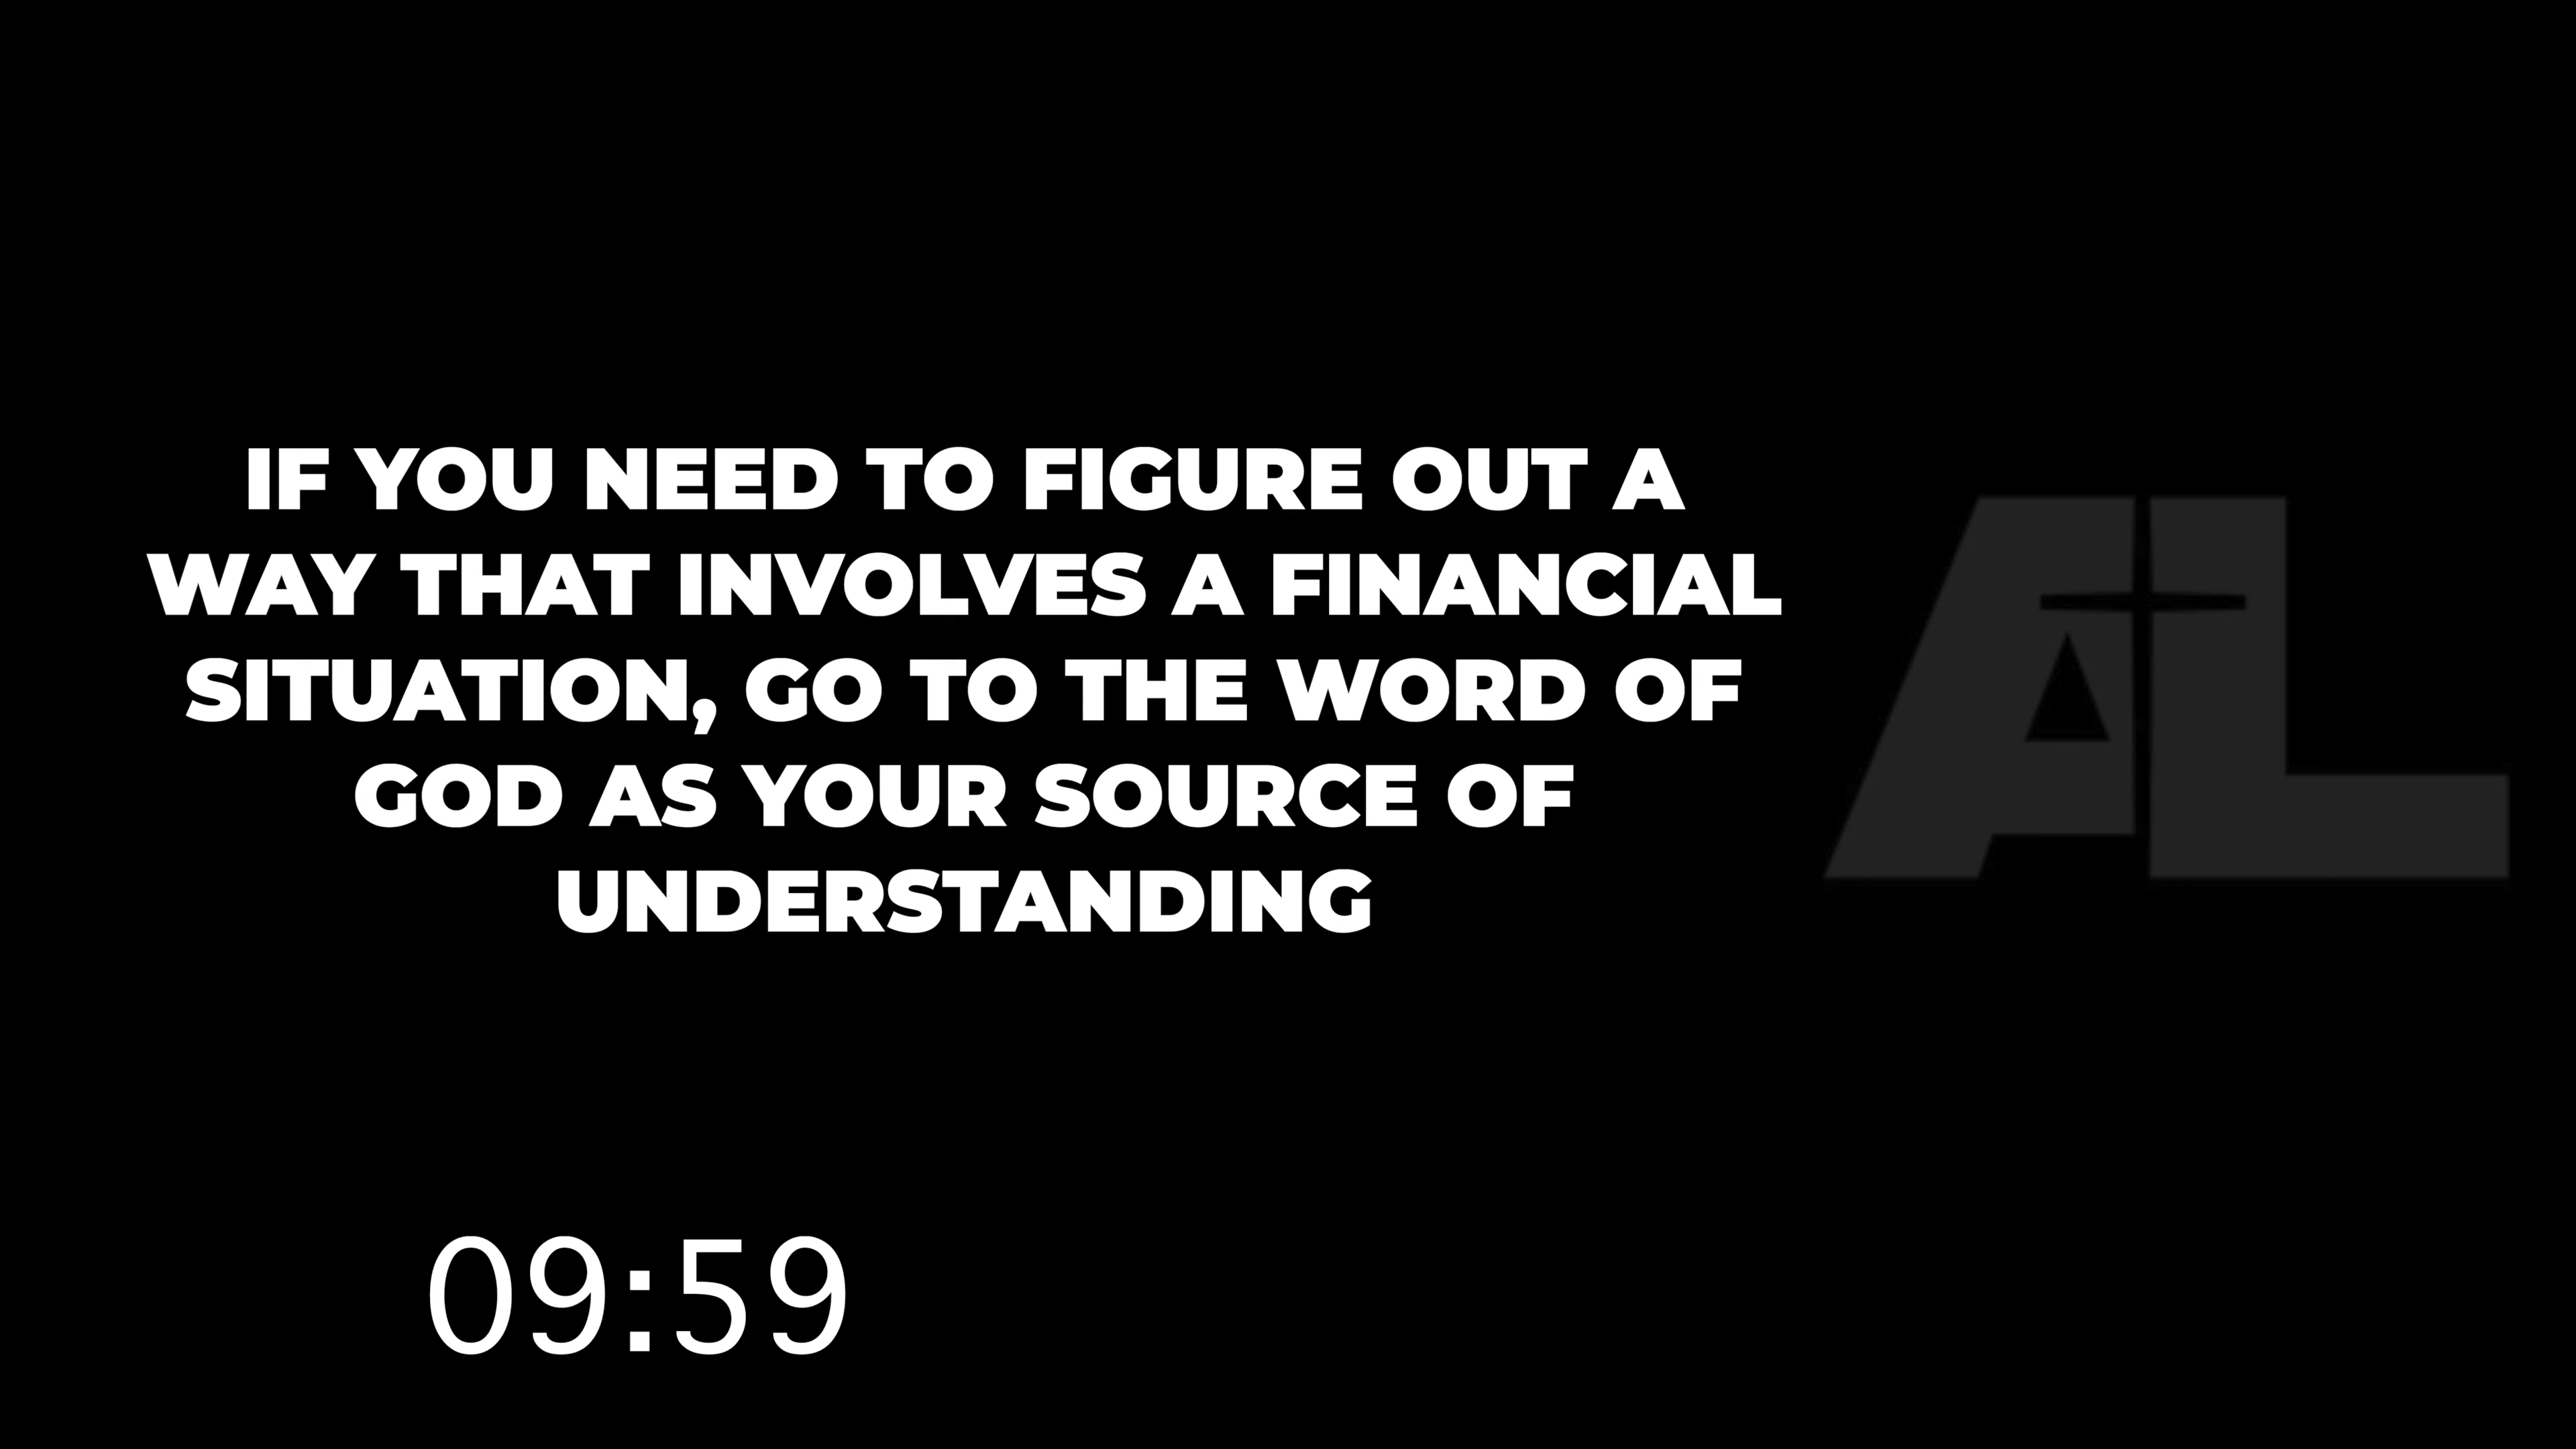 IF YOU NEED TO FIGURE OUT A
WAY THAT INVOLVES A FINANCIAL
SITUATION, GO TO THE WORD OF
GOD AS YOUR SOURCE OF
UNDERSTANDING
AL
09:59